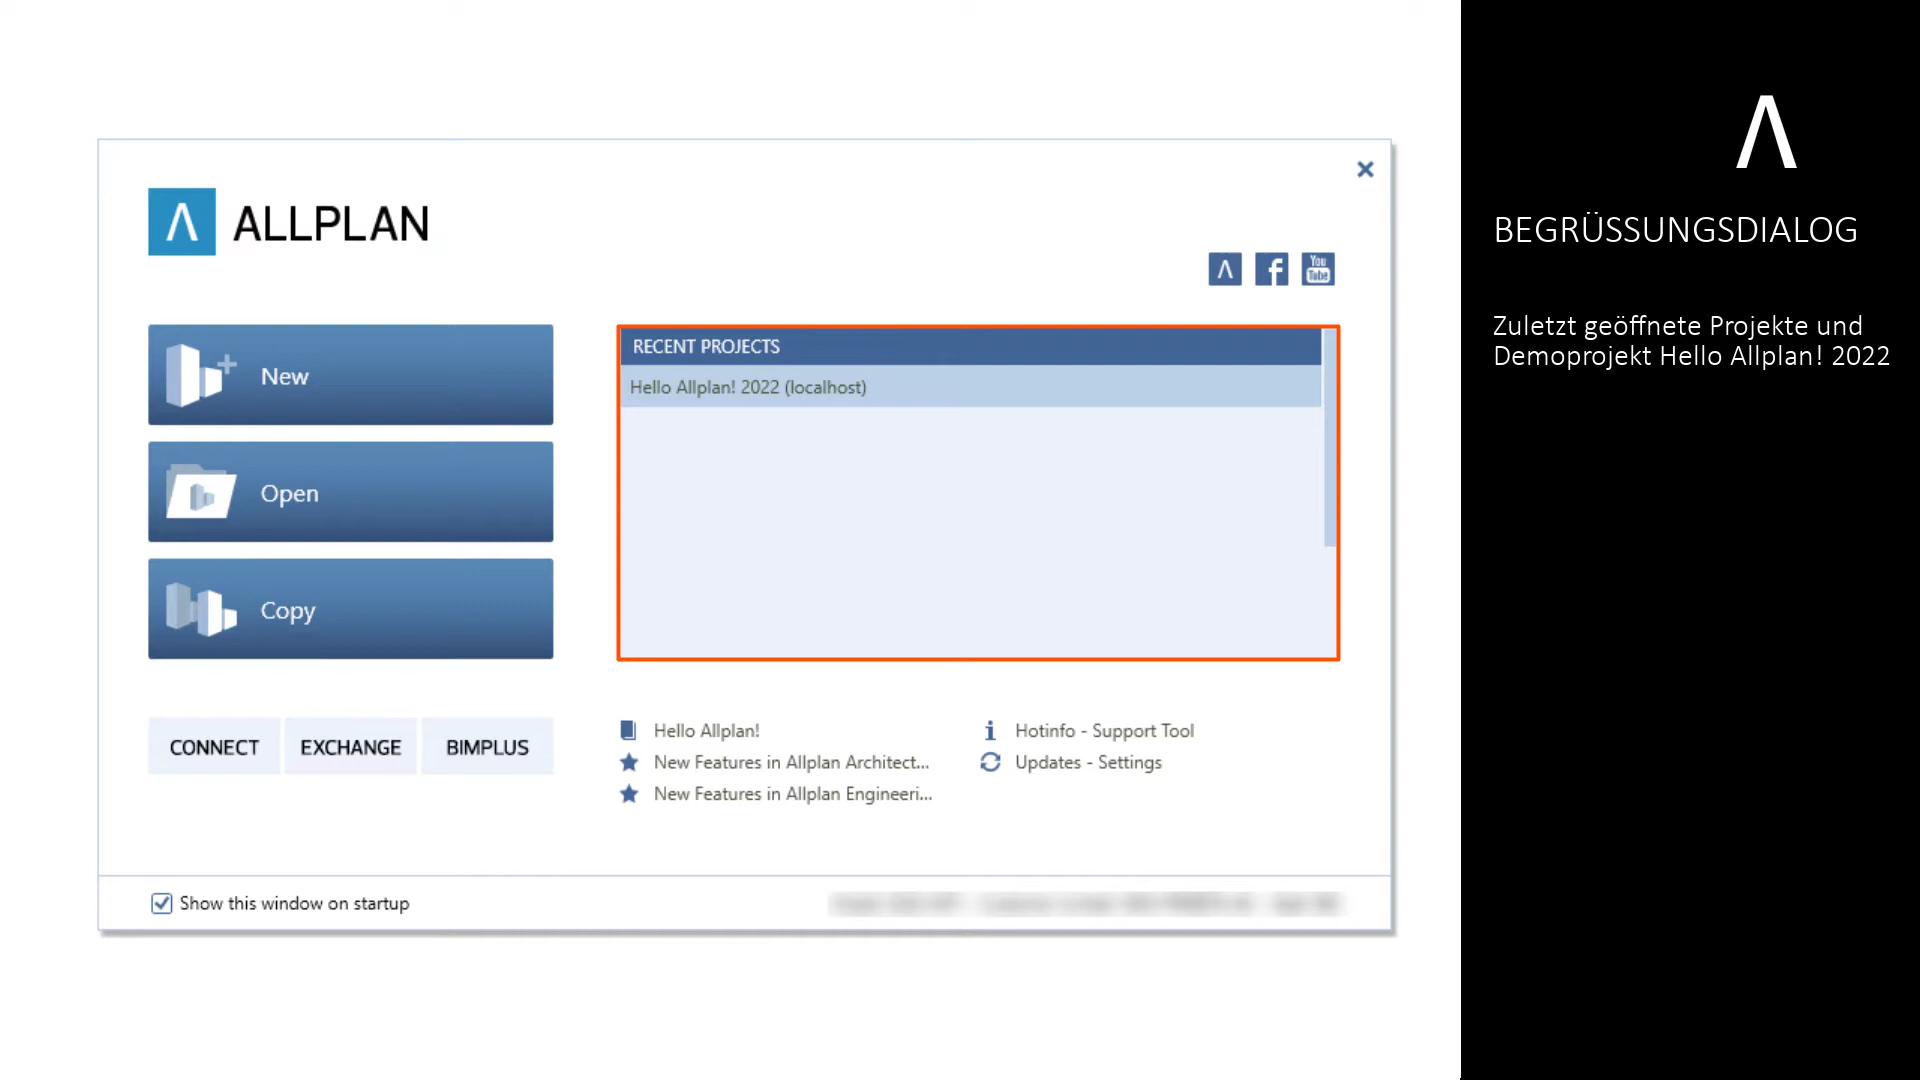 ALLPLAN
You
Tube
New
Open
Copy
RECENT PROJECTS
Hello Allplan! 2022 (localhost)
CONNECT
EXCHANGE
BIMPLUS
Hello Allplan!
New Features in Allplan Architect...
New Features in Allplan Engineeri...
Hotinfo - Support Tool
Updates - Settings
Show this window on startup
BEGRÜSSUNGSDIALOG
Zuletzt geöffnete Projekte und
Demoprojekt Hello Allplan! 2022